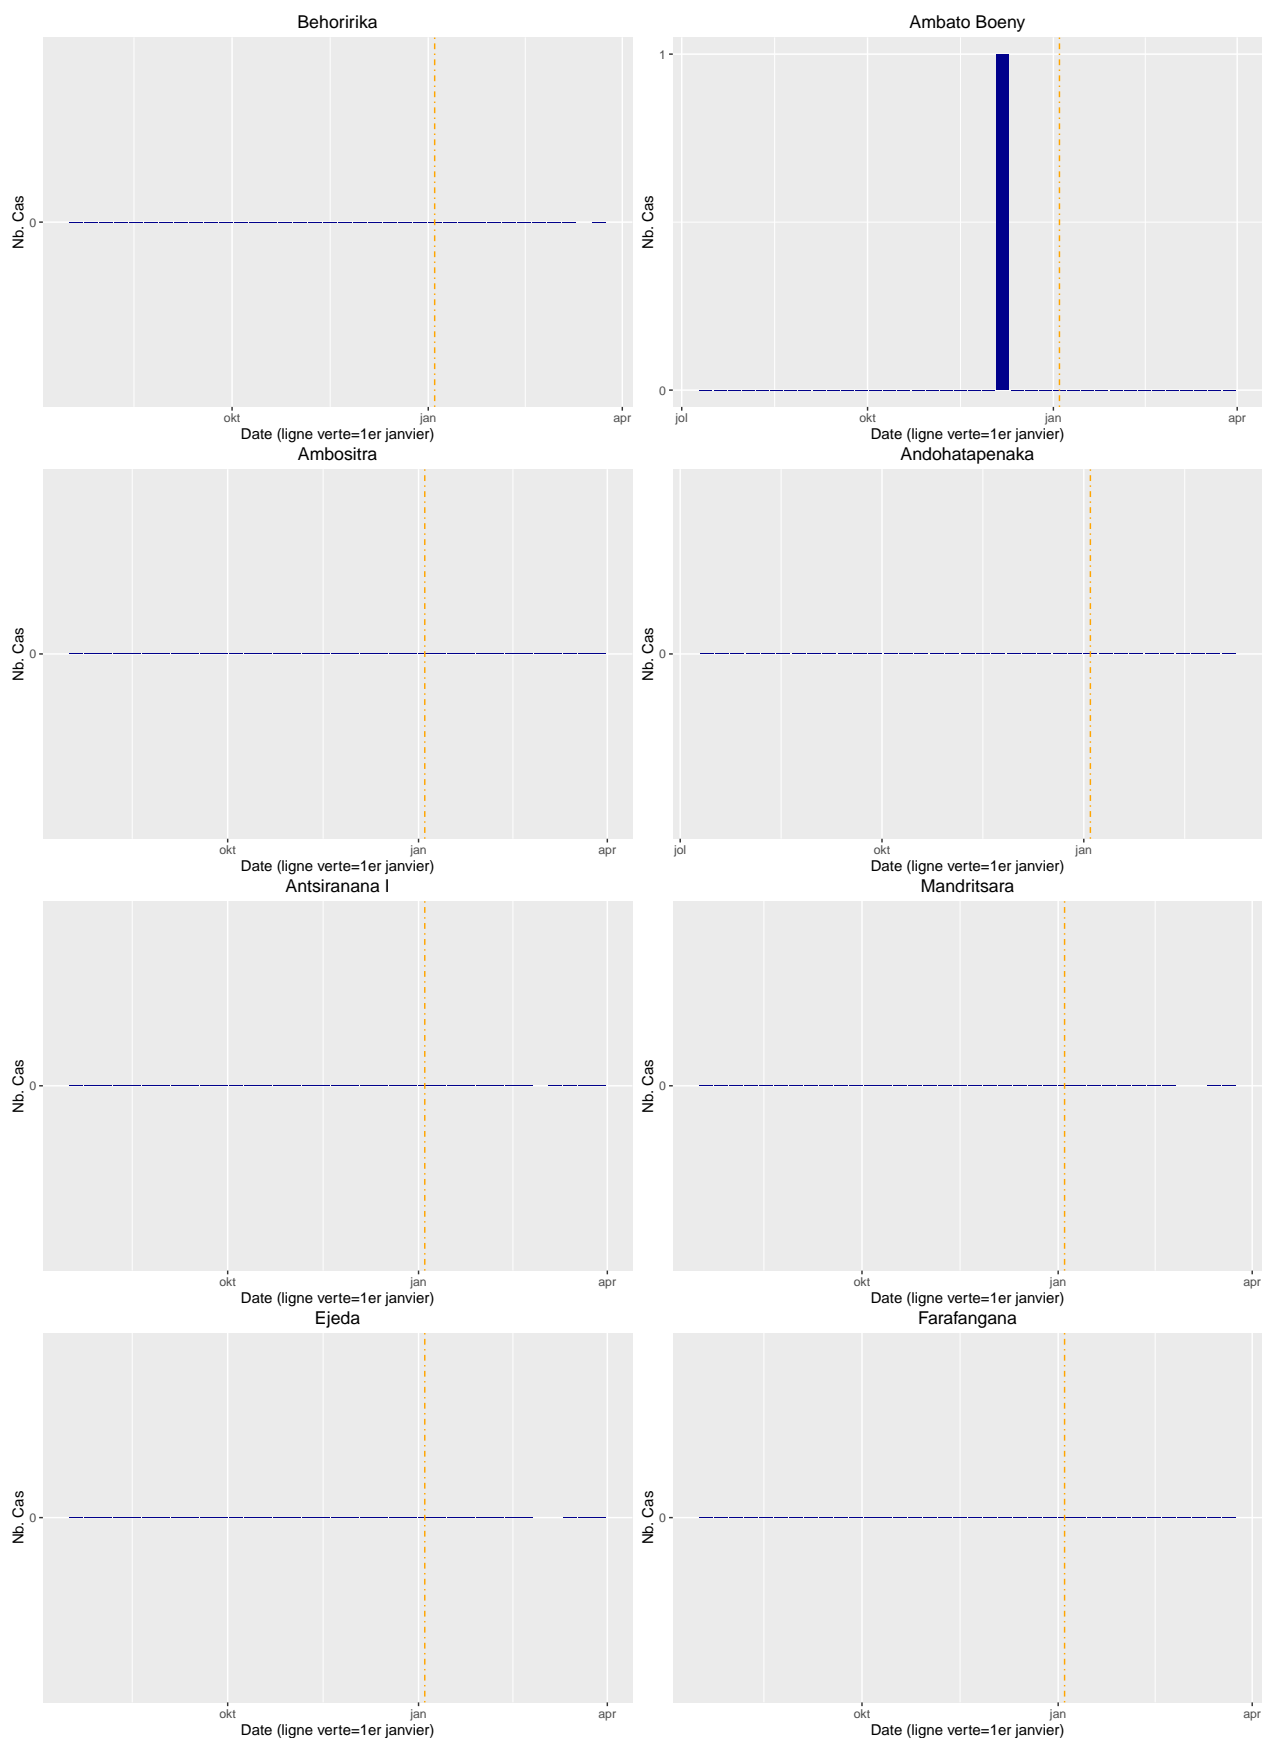 Behoririka
Nb. Cas
0
okt jan apr
Date (ligne verte=1er janvier)
Ambato Boeny
Nb. Cas
1
0
jol okt jan apr
Date (ligne verte=1er janvier)
Ambositra
Nb. Cas
0
okt jan apr
Date (ligne verte=1er janvier)
Andohatapenaka
Nb. Cas
0
jol okt jan
Date (ligne verte=1er janvier)
Antsiranana I
Nb. Cas
0
okt jan apr
Date (ligne verte=1er janvier)
Mandritsara
Nb. Cas
0
okt jan apr
Date (ligne verte=1er janvier)
Ejeda
Nb. Cas
0
okt jan apr
Date (ligne verte=1er janvier)
Farafangana
Nb. Cas
0
okt jan apr
Date (ligne verte=1er janvier)